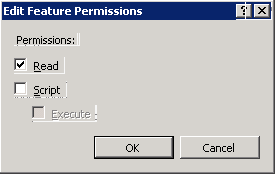 Edit Feature Permissions ? X
Permissions:
Read
Script
Execute
OK Cancel